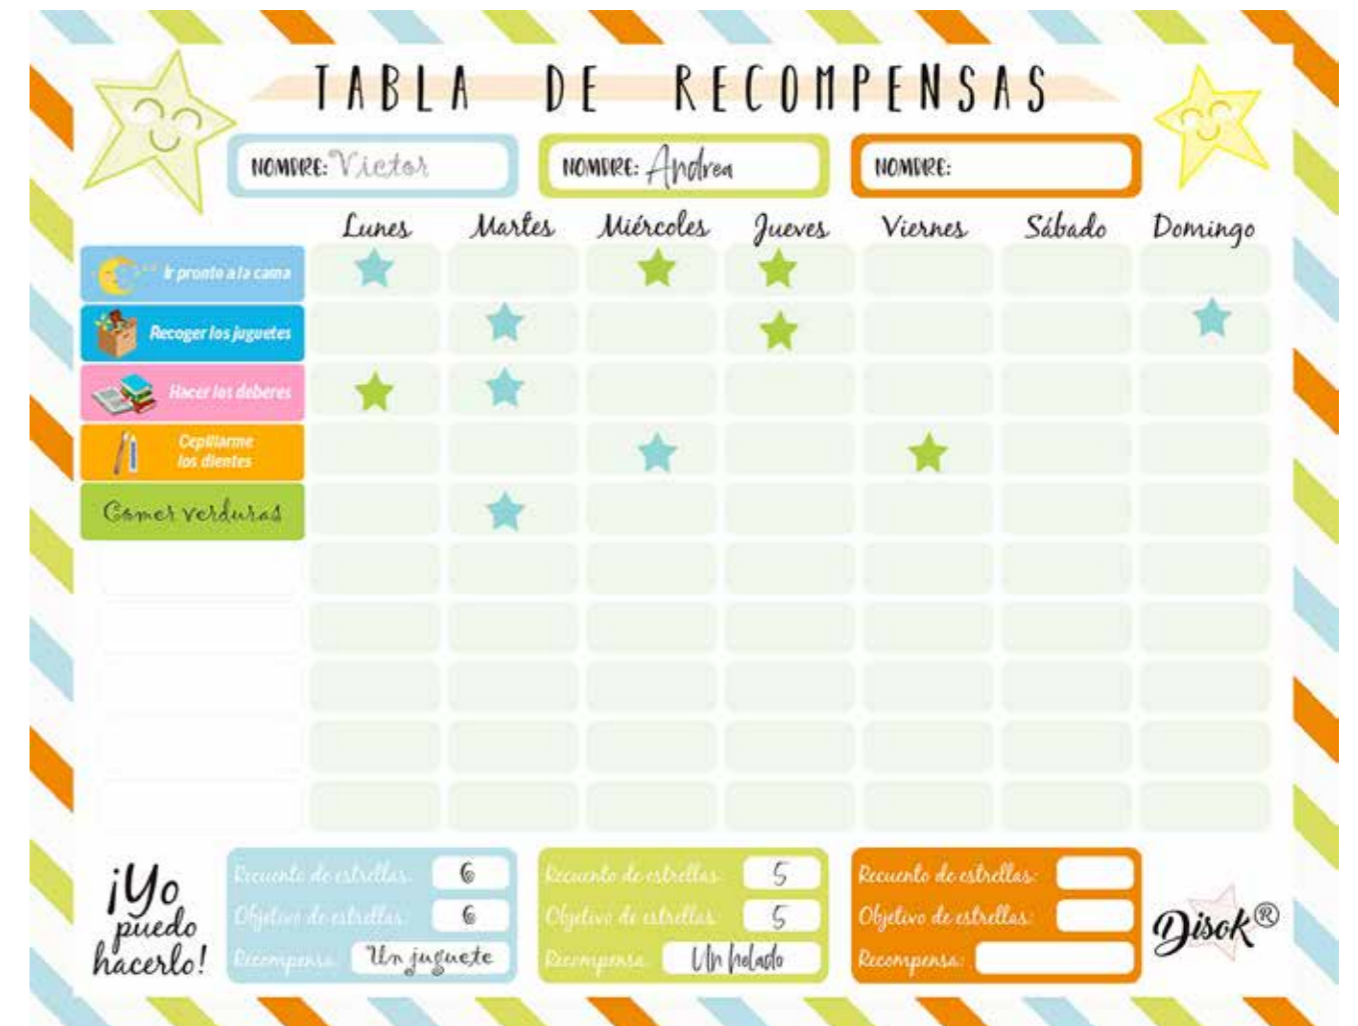 TABLA DE RECOMPENSAS
NOMBRE: Victor
NOMBRE: Andrea
NOMBRE:
Lunes Martes Miércoles Jueves Viernes Sábado Domingo
Ir pronto a la cama
Recoger los juguetes
Hacer los deberes
Cepillarme
los dientes
Comer verduras
¡Yo
puedo
hacerlo!
Recuento de estrellas: 6
Objetivo de estrellas: 6
Recompensa: Un juguete
Recuento de estrellas: 5
Objetivo de estrellas: 5
Recompensa: Un helado
Recuento de estrellas:
Objetivo de estrellas:
Recompensa:
Disok®